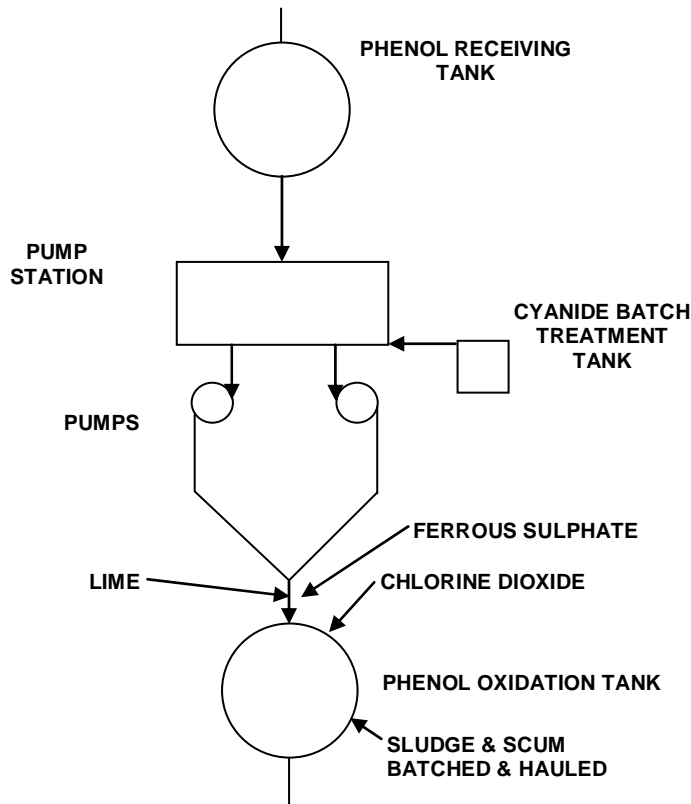 PHENOL RECEIVING
TANK
PUMP
STATION
CYANIDE BATCH
TREATMENT
TANK
PUMPS
FERROUS SULPHATE
LIME
CHLORINE DIOXIDE
PHENOL OXIDATION TANK
SLUDGE & SCUM
BATCHED & HAULED